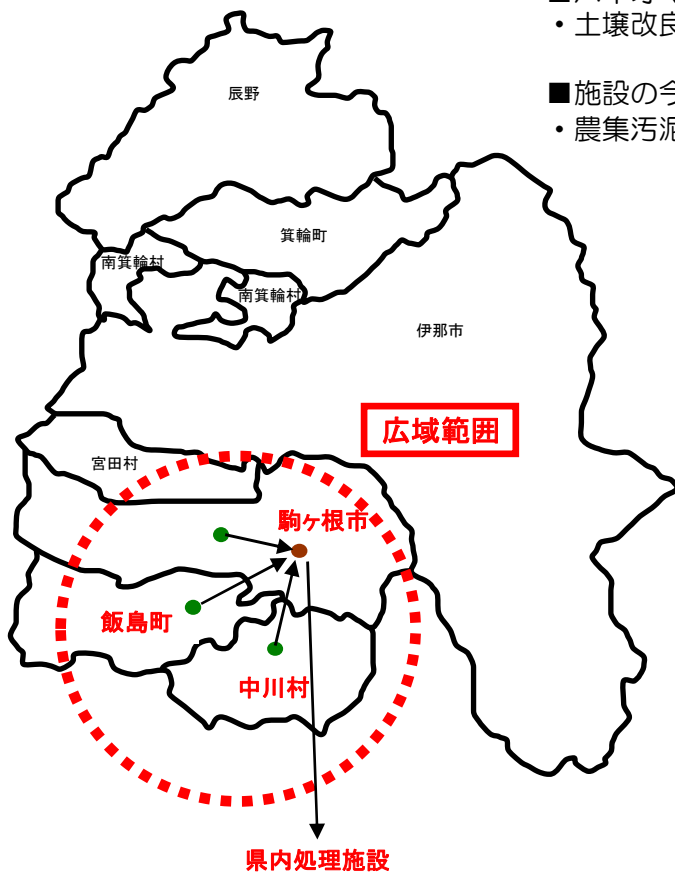 ・土壌改良
■施設の今
・農集汚泥
辰野
箕輪町
南箕輪村
南箕輪村
伊那市
広域範囲
宮田村
駒ヶ根市
飯島町
中川村
県内処理施設